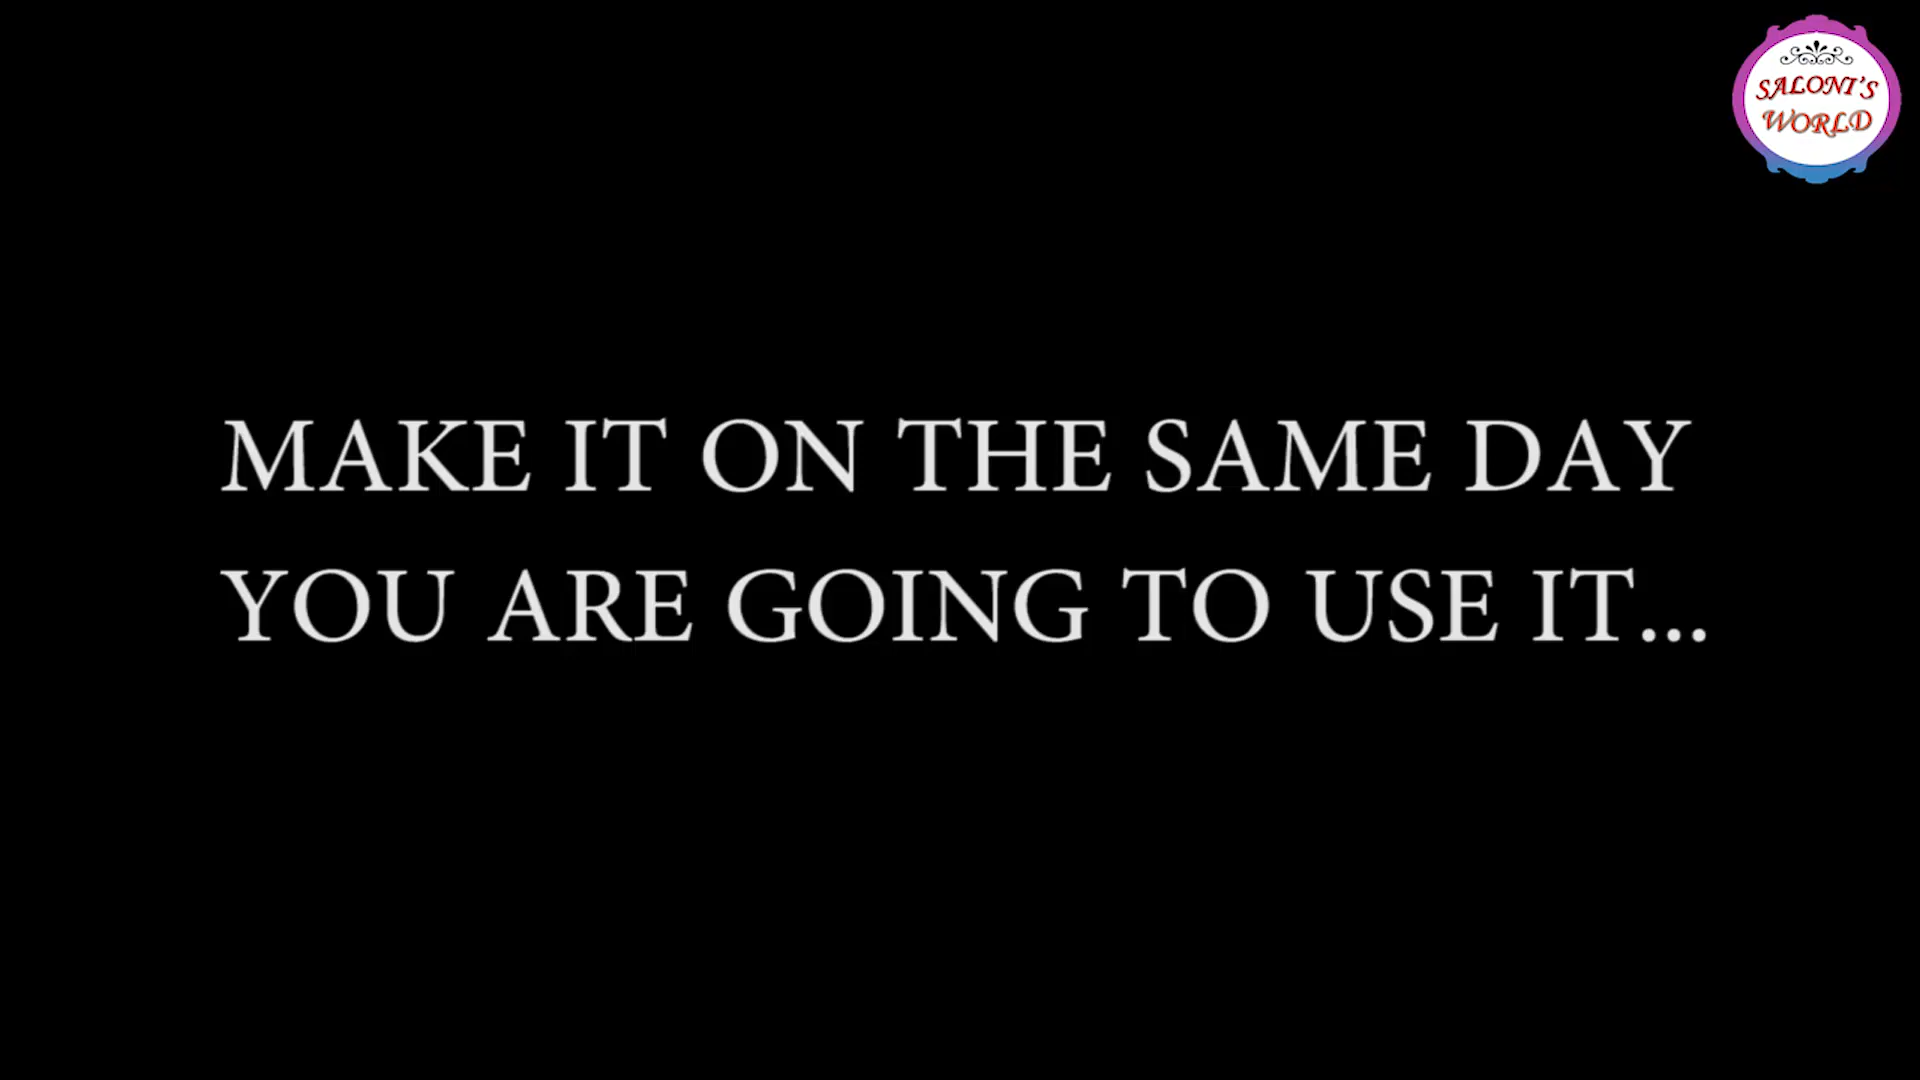 SALONI'S
WORLD
MAKE IT ON THE SAME DAY
YOU ARE GOING TO USE IT...